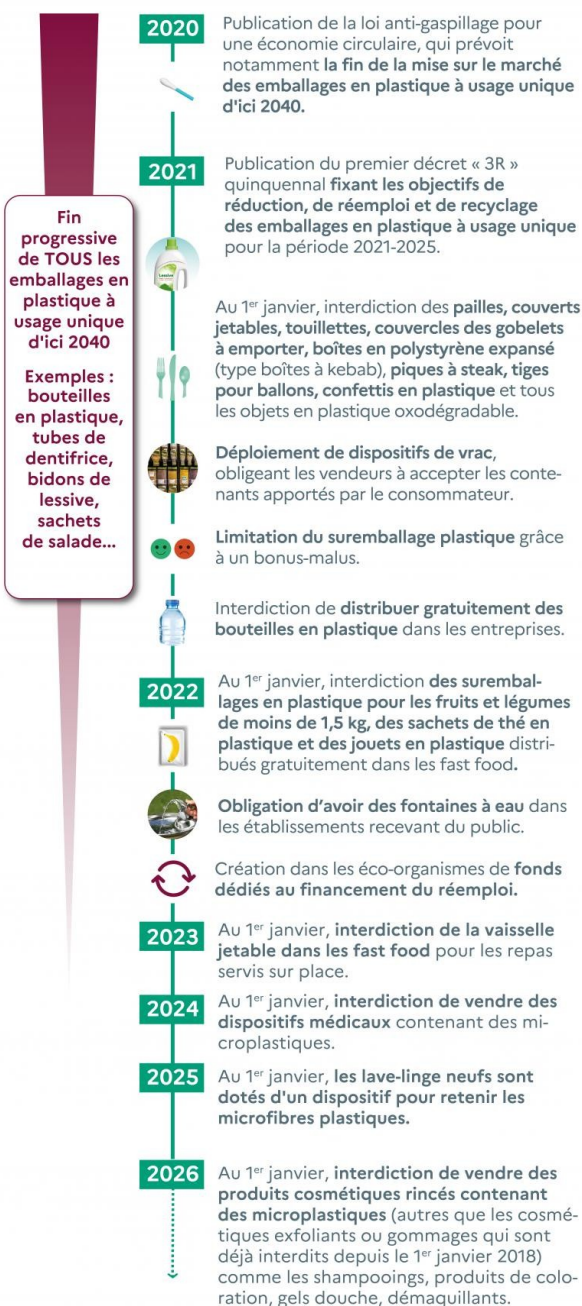 2020
Publication de la loi anti-gaspillage pour
une économie circulaire, qui prévoit
notamment la fin de la mise sur le marché
des emballages en plastique à usage unique
d'ici 2040.
2021
Publication du premier décret « 3R »
quinquennal fixant les objectifs de
réduction, de réemploi et de recyclage
des emballages en plastique à usage unique
pour la période 2021-2025.
Fin
progressive
de TOUS les
emballages en
plastique à
usage unique
d'ici 2040
Exemples :
bouteilles
en plastique,
tubes de
dentifrice,
bidons de
lessive,
sachets
de salade...
Lessive
Au 1er janvier, interdiction des pailles, couverts
jetables, touillettes, couvercles des gobelets
à emporter, boîtes en polystyrène expansé
(type boîtes à kebab), piques à steak, tiges
pour ballons, confettis en plastique et tous
les objets en plastique oxodégradable.
Déploiement de dispositifs de vrac,
obligeant les vendeurs à accepter les conte-
nants apportés par le consommateur.
Limitation du suremballage plastique grâce
à un bonus-malus.
Interdiction de distribuer gratuitement des
bouteilles en plastique dans les entreprises.
2022
Au 1er janvier, interdiction des surembal-
lages en plastique pour les fruits et légumes
de moins de 1,5 kg, des sachets de thé en
plastique et des jouets en plastique distri-
bués gratuitement dans les fast food.
Obligation d'avoir des fontaines à eau dans
les établissements recevant du public.
Création dans les éco-organismes de fonds
dédiés au financement du réemploi.
2023
Au 1er janvier, interdiction de la vaisselle
jetable dans les fast food pour les repas
servis sur place.
2024
Au 1er janvier, interdiction de vendre des
dispositifs médicaux contenant des mi-
croplastiques.
2025
Au 1er janvier, les lave-linge neufs sont
dotés d'un dispositif pour retenir les
microfibres plastiques.
2026
Au 1er janvier, interdiction de vendre des
produits cosmétiques rincés contenant
des microplastiques (autres que les cosmé-
tiques exfoliants ou gommages qui sont
déjà interdits depuis le 1er janvier 2018)
comme les shampooings, produits de colo-
ration, gels douche, démaquillants.